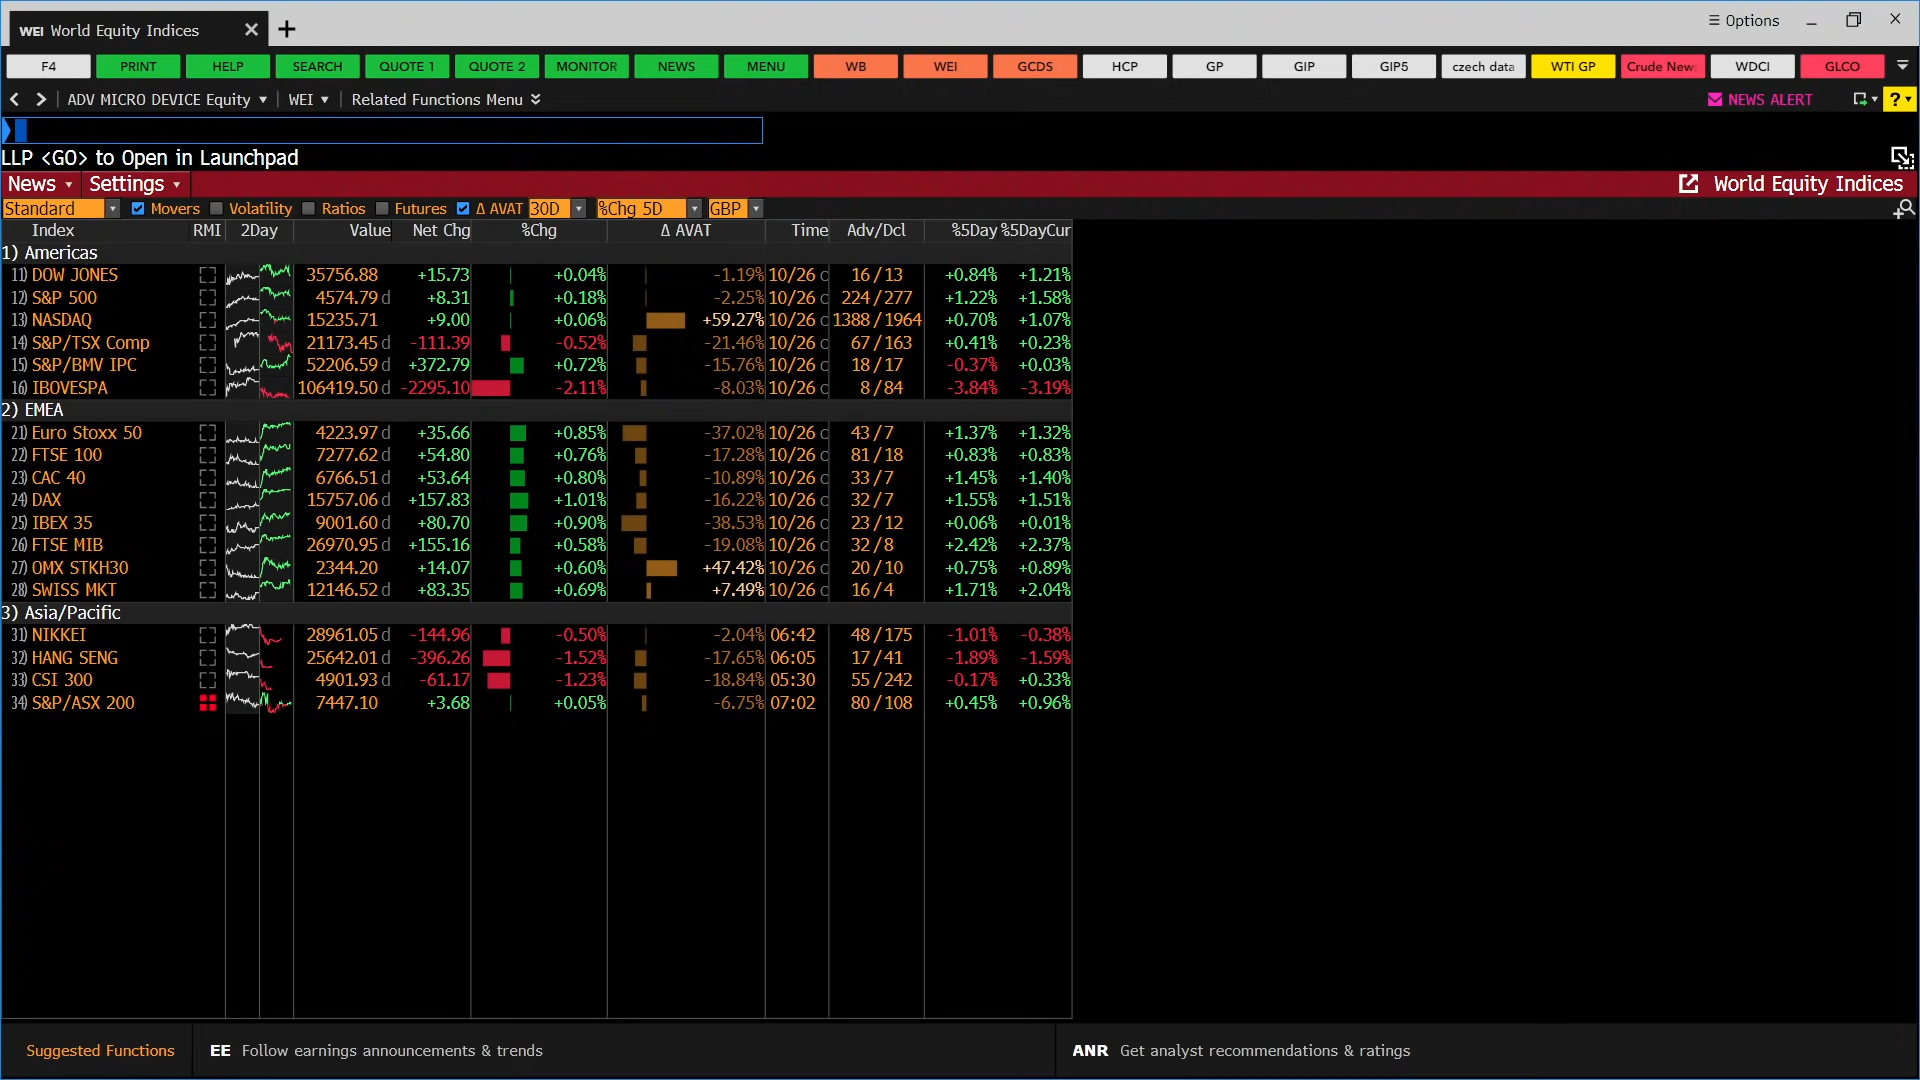 WEI World Equity Indices
Options
F4 PRINT HELP SEARCH QUOTE 1 QUOTE 2 MONITOR NEWS MENU WB WEI GCDS HCP GP GIP GIP5 czech data WTI GP Crude New WDCI GLCO
ADV MICRO DEVICE Equity WEI Related Functions Menu NEWS ALERT ?
LLP <GO> to Open in Launchpad
News Settings World Equity Indices
Standard Movers Volatility Ratios Futures Δ AVAT 30D %Chg 5D GBP
Index RMI 2Day Value Net Chg %Chg Δ AVAT Time Adv/Dcl %5Day %5DayCur
1) Americas
11) DOW JONES 35756.88 +15.73 +0.04% -1.19% 10/26 c 16 / 13 +0.84% +1.21%
12) S&P 500 4574.79 d +8.31 +0.18% -2.25% 10/26 c 224 / 277 +1.22% +1.58%
13) NASDAQ 15235.71 +9.00 +0.06% +59.27% 10/26 c 1388 / 1964 +0.70% +1.07%
14) S&P/TSX Comp 21173.45 d -111.39 -0.52% -21.46% 10/26 c 67 / 163 +0.41% +0.23%
15) S&P/BMV IPC 52206.59 d +372.79 +0.72% -15.76% 10/26 c 18 / 17 -0.37% +0.03%
16) IBOVESPA 106419.50 d -2295.10 -2.11% -8.03% 10/26 c 8 / 84 -3.84% -3.19%
2) EMEA
21) Euro Stoxx 50 4223.97 d +35.66 +0.85% -37.02% 10/26 c 43 / 7 +1.37% +1.32%
22) FTSE 100 7277.62 d +54.80 +0.76% -17.28% 10/26 c 81 / 18 +0.83% +0.83%
23) CAC 40 6766.51 d +53.64 +0.80% -10.89% 10/26 c 33 / 7 +1.45% +1.40%
24) DAX 15757.06 d +157.83 +1.01% -16.22% 10/26 c 32 / 7 +1.55% +1.51%
25) IBEX 35 9001.60 d +80.70 +0.90% -38.53% 10/26 c 23 / 12 +0.06% +0.01%
26) FTSE MIB 26970.95 d +155.16 +0.58% -19.08% 10/26 c 32 / 8 +2.42% +2.37%
27) OMX STKH30 2344.20 +14.07 +0.60% +47.42% 10/26 c 20 / 10 +0.75% +0.89%
28) SWISS MKT 12146.52 d +83.35 +0.69% +7.49% 10/26 c 16 / 4 +1.71% +2.04%
3) Asia/Pacific
31) NIKKEI 28961.05 d -144.96 -0.50% -2.04% 06:42 48 / 175 -1.01% -0.38%
32) HANG SENG 25642.01 d -396.26 -1.52% -17.65% 06:05 17 / 41 -1.89% -1.59%
33) CSI 300 4901.93 d -61.17 -1.23% -18.84% 05:30 55 / 242 -0.17% +0.33%
34) S&P/ASX 200 7447.10 +3.68 +0.05% -6.75% 07:02 80 / 108 +0.45% +0.96%
Suggested Functions EE Follow earnings announcements & trends ANR Get analyst recommendations & ratings